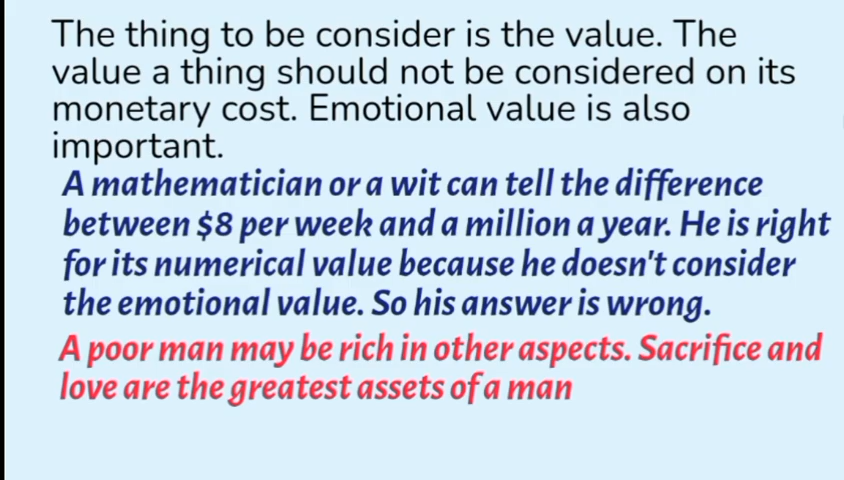 The thing to be consider is the value. The
value a thing should not be considered on its
monetary cost. Emotional value is also
important.
A mathematician or a wit can tell the difference
between $8 per week and a million a year. He is right
for its numerical value because he doesn't consider
the emotional value. So his answer is wrong.
A poor man may be rich in other aspects. Sacrifice and
love are the greatest assets of a man